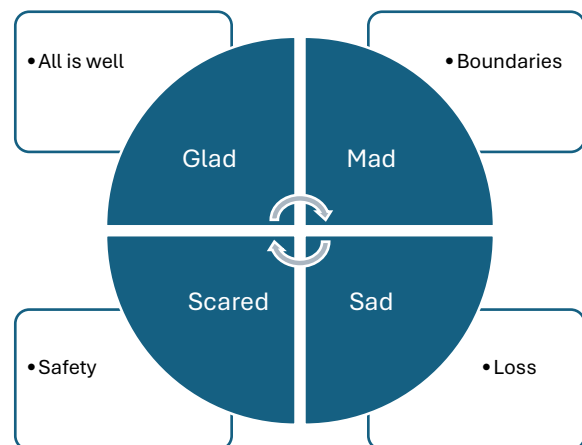 •All is well
•Boundaries
Glad
Mad
Scared
Sad
•Safety
•Loss